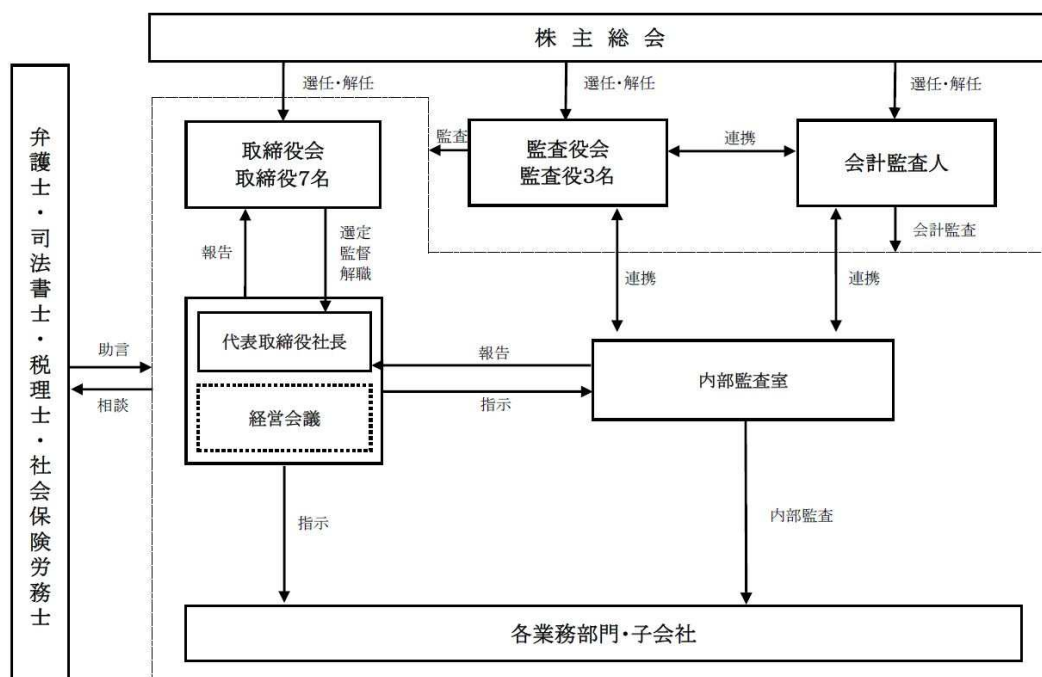 株主総会
選任・解任
選任・解任
選任・解任
弁護士・司法書士・税理士・社会保険労務士
取締役会
取締役7名
監査
監査役会
監査役3名
連携
会計監査人
会計監査
報告
選定
監督
解職
連携
連携
代表取締役社長
経営会議
報告
指示
内部監査室
助言
相談
指示
内部監査
各業務部門・子会社